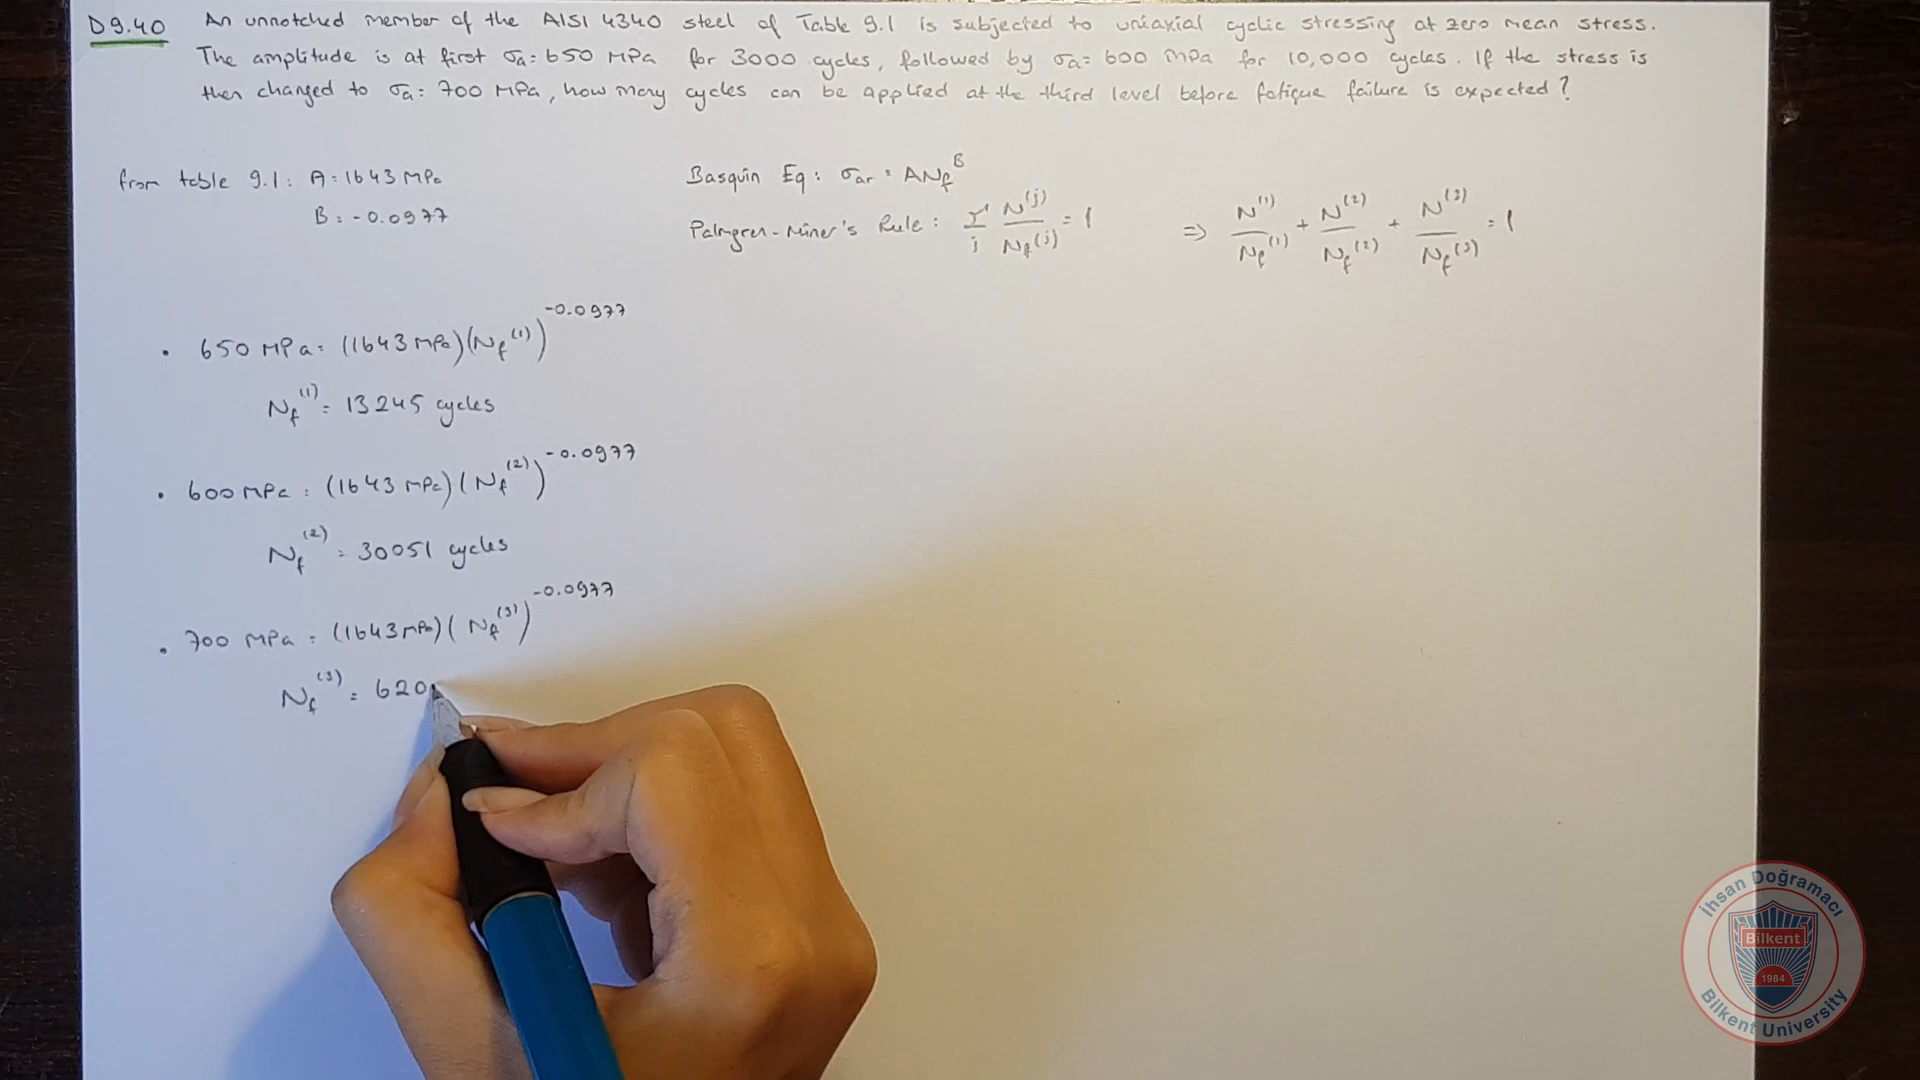 D9.40 An unnotched member of the AISI 4340 steel of Table 9.1 is subjected to uniaxial cyclic stressing at zero mean stress.
The amplitude is at first σa = 650 MPa for 3000 cycles, followed by σa = 600 mPa for 10,000 cycles. If the stress is
then changed to σa = 700 MPa, how many cycles can be applied at the third level before fatigue failure is expected?
from table 9.1: A = 1643 MPa
B = -0.0977
Basquin Eq: σar = ANf^B
Palmgren-Miner's Rule: Σj N^(j)/Nf^(j) = 1
=> N^(1)/Nf^(1) + N^(2)/Nf^(2) + N^(3)/Nf^(3) = 1
• 650 MPa = (1643 MPa)(Nf^(1))^-0.0977
Nf^(1) = 13245 cycles
• 600 MPa = (1643 MPa)(Nf^(2))^-0.0977
Nf^(2) = 30051 cycles
• 700 MPa = (1643 MPa)(Nf^(3))^-0.0977
Nf^(3) = 620
İhsan Doğramacı
Bilkent
1984
Bilkent University